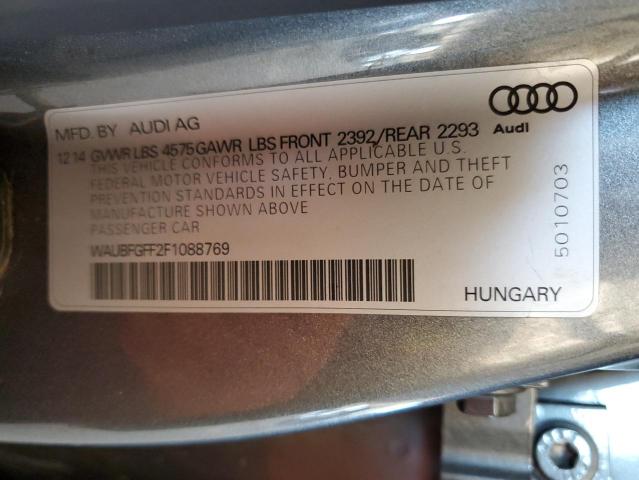 MFD. BY AUDI AG
12 14 GVWR LBS 4575 GAWR LBS FRONT 2392/REAR 2293
THIS VEHICLE CONFORMS TO ALL APPLICABLE U.S.
FEDERAL MOTOR VEHICLE SAFETY, BUMPER AND THEFT
PREVENTION STANDARDS IN EFFECT ON THE DATE OF
MANUFACTURE SHOWN ABOVE
PASSENGER CAR
WAUBFGFF2F1088769
Audi
5010703
HUNGARY